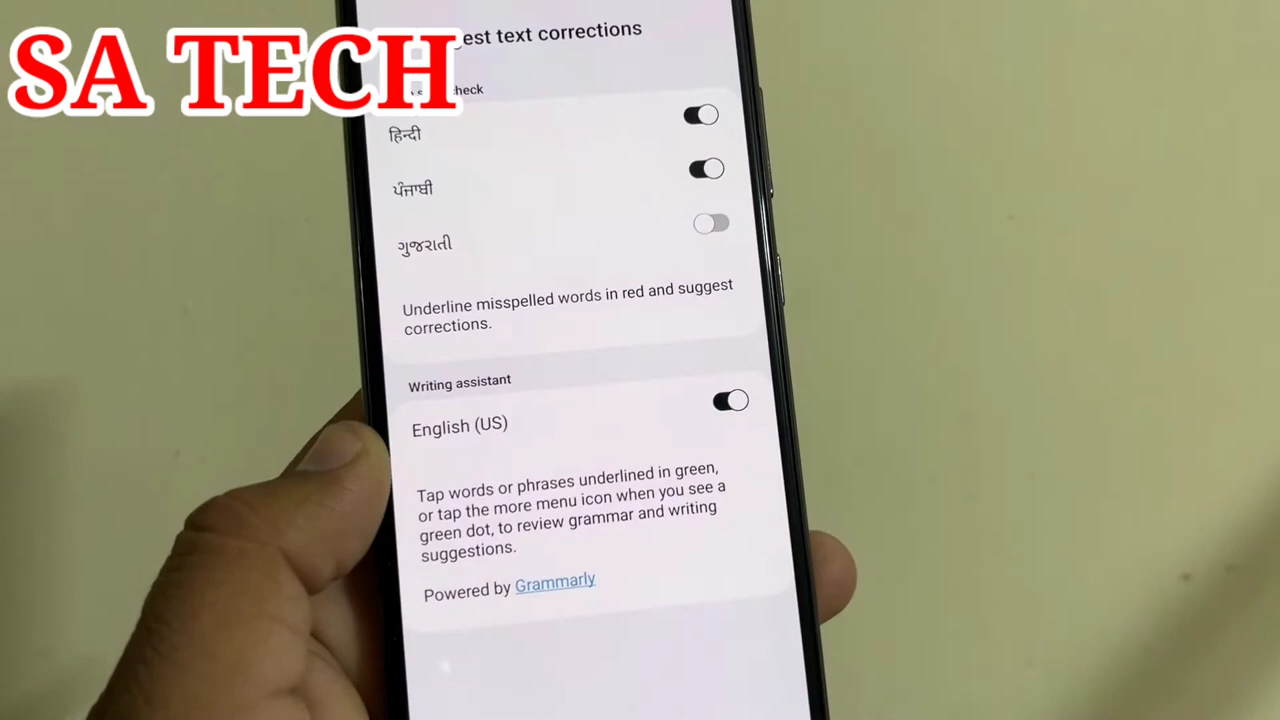 SA TECH
text corrections
हिन्दी
ਪੰਜਾਬੀ
ગુજરાતી
Underline misspelled words in red and suggest
corrections.
Writing assistant
English (US)
Tap words or phrases underlined in green,
or tap the more menu icon when you see a
green dot, to review grammar and writing
suggestions.
Powered by Grammarly